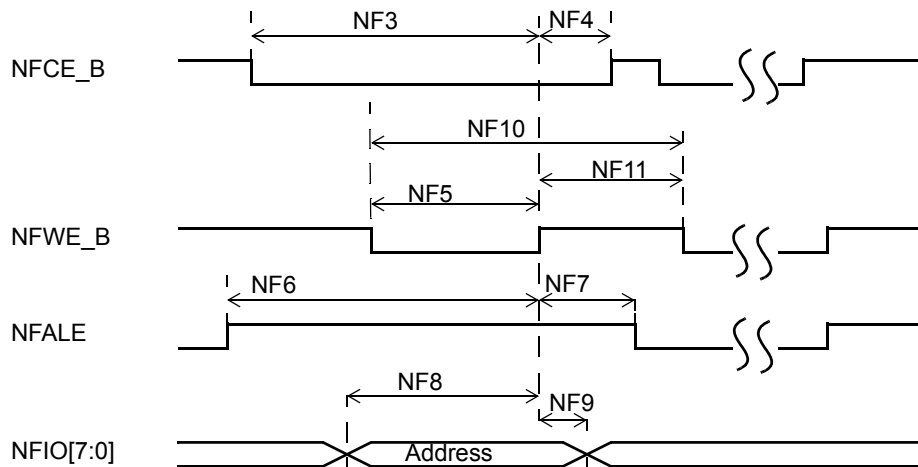 NF3
NF4
NFCE_B
NF10
NF11
NF5
NFWE_B
NF6
NF7
NFALE
NF8
NF9
NFIO[7:0]
Address